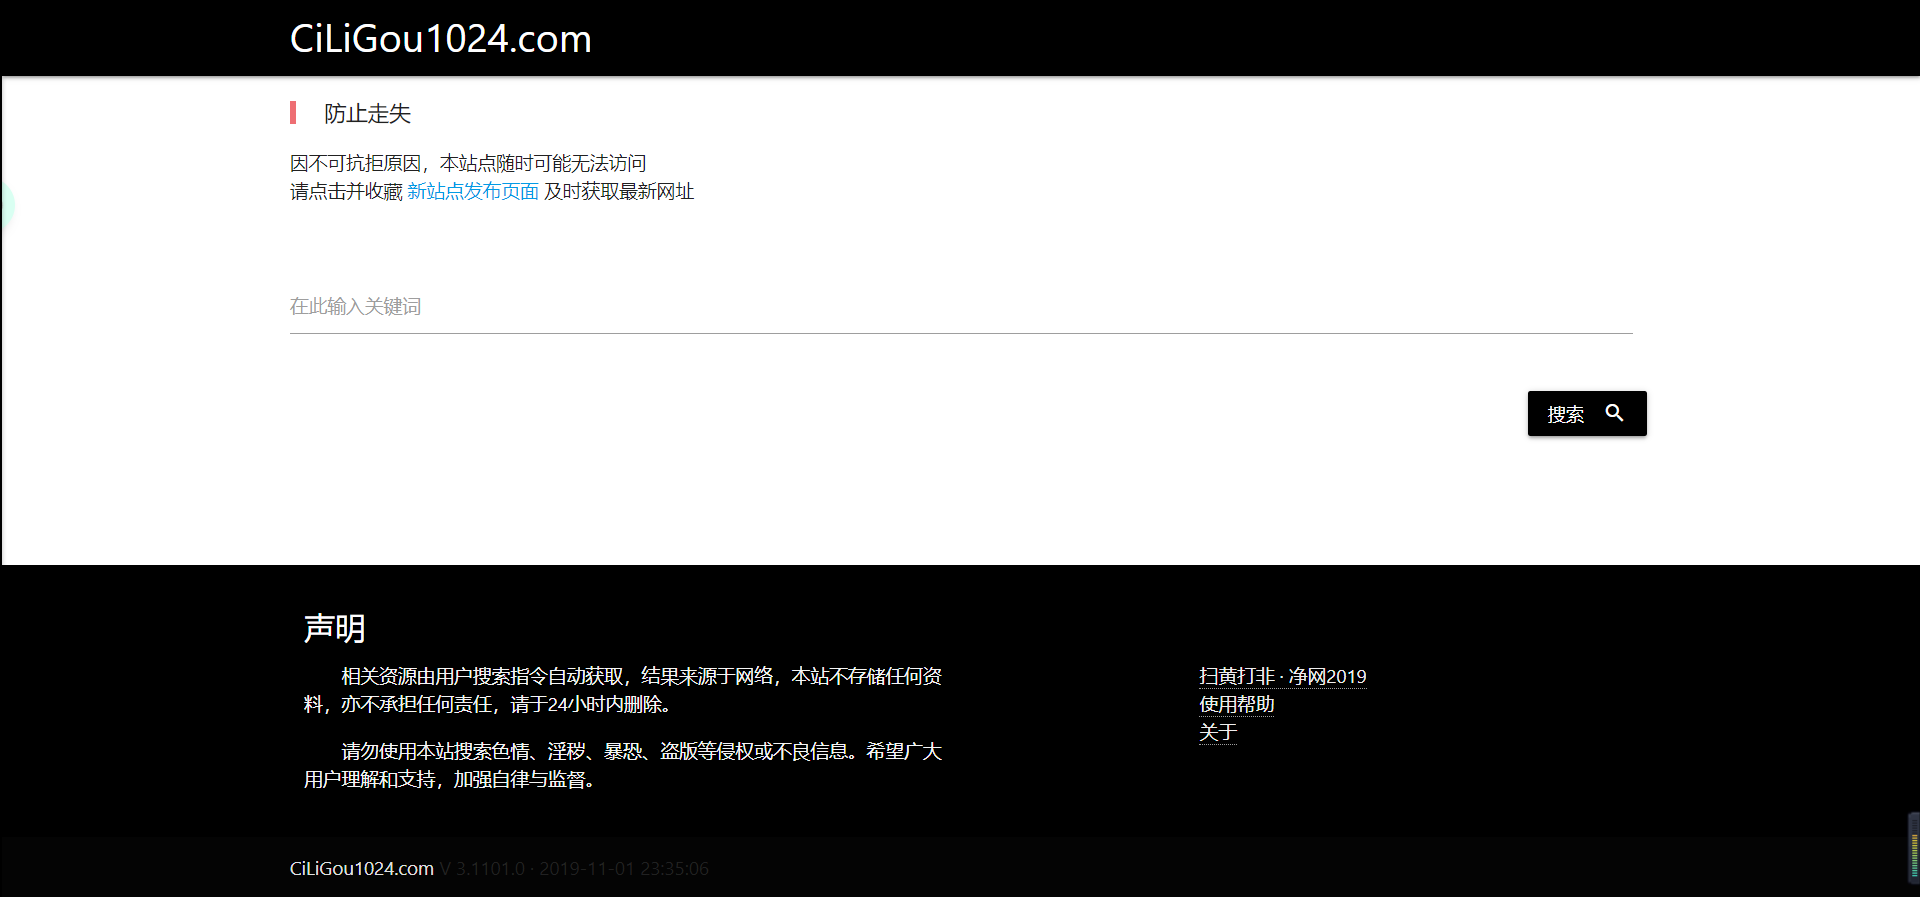 CiLiGou1024.com
防止走失
因不可抗拒原因，本站点随时可能无法访问
请点击并收藏 新站点发布页面 及时获取最新网址
在此输入关键词
搜索
声明
相关资源由用户搜索指令自动获取，结果来源于网络，本站不存储任何资
料，亦不承担任何责任，请于24小时内删除。
请勿使用本站搜索色情、淫秽、暴恐、盗版等侵权或不良信息。希望广大
用户理解和支持，加强自律与监督。
扫黄打非 · 净网2019
使用帮助
关于
CiLiGou1024.com V 3.1101.0 · 2019-11-01 23:35:06